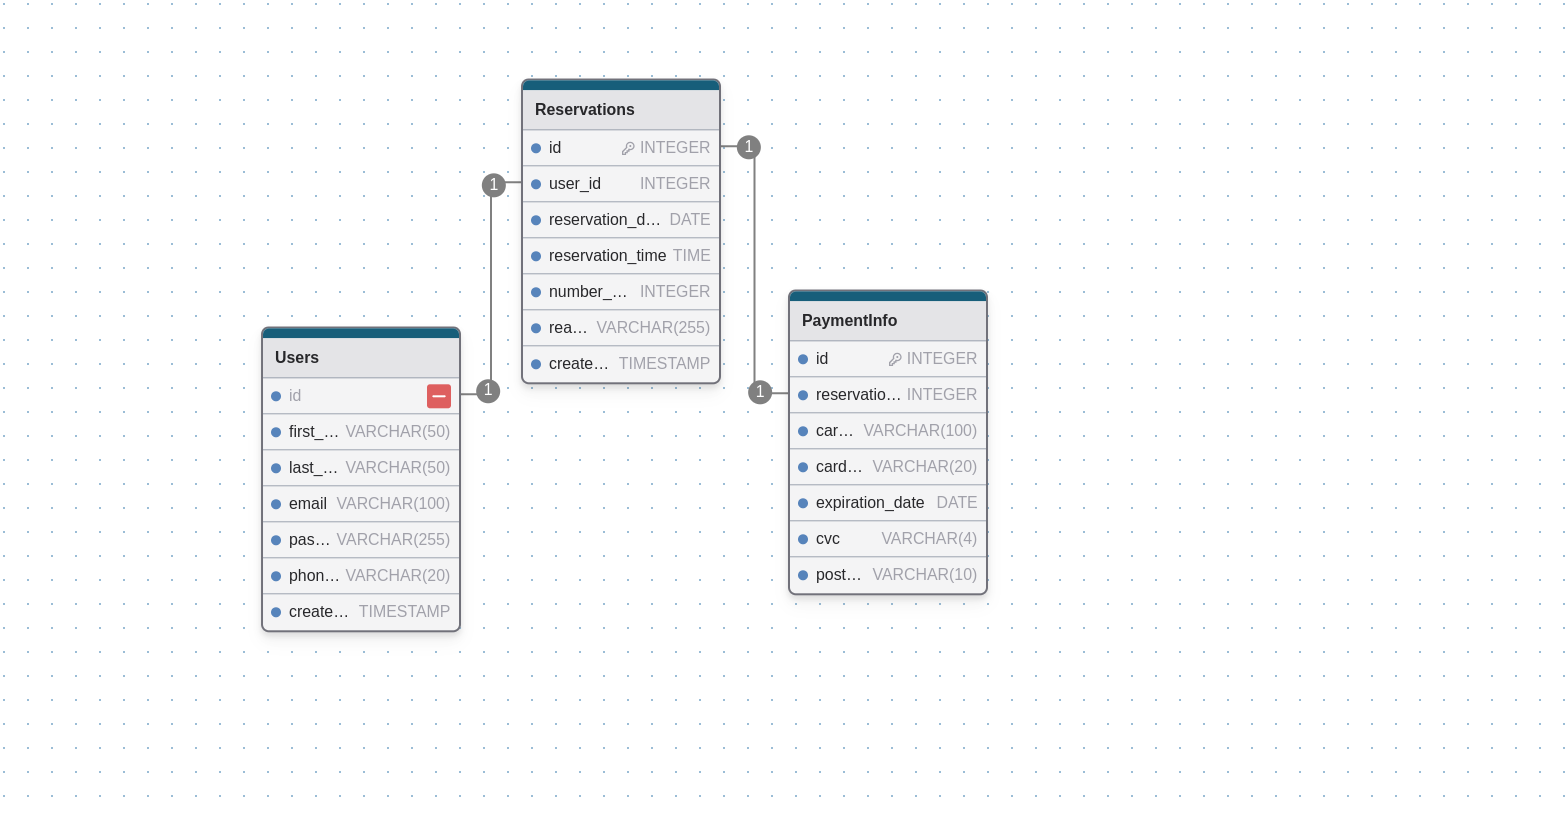 Reservations
id INTEGER
1
1
user_id INTEGER
reservation_d... DATE
reservation_time TIME
number_... INTEGER
rea... VARCHAR(255)
create... TIMESTAMP
PaymentInfo
id INTEGER
1
reservatio... INTEGER
car... VARCHAR(100)
card... VARCHAR(20)
expiration_date DATE
cvc VARCHAR(4)
post... VARCHAR(10)
Users
id
1
first_... VARCHAR(50)
last_... VARCHAR(50)
email VARCHAR(100)
pas... VARCHAR(255)
phon... VARCHAR(20)
create... TIMESTAMP